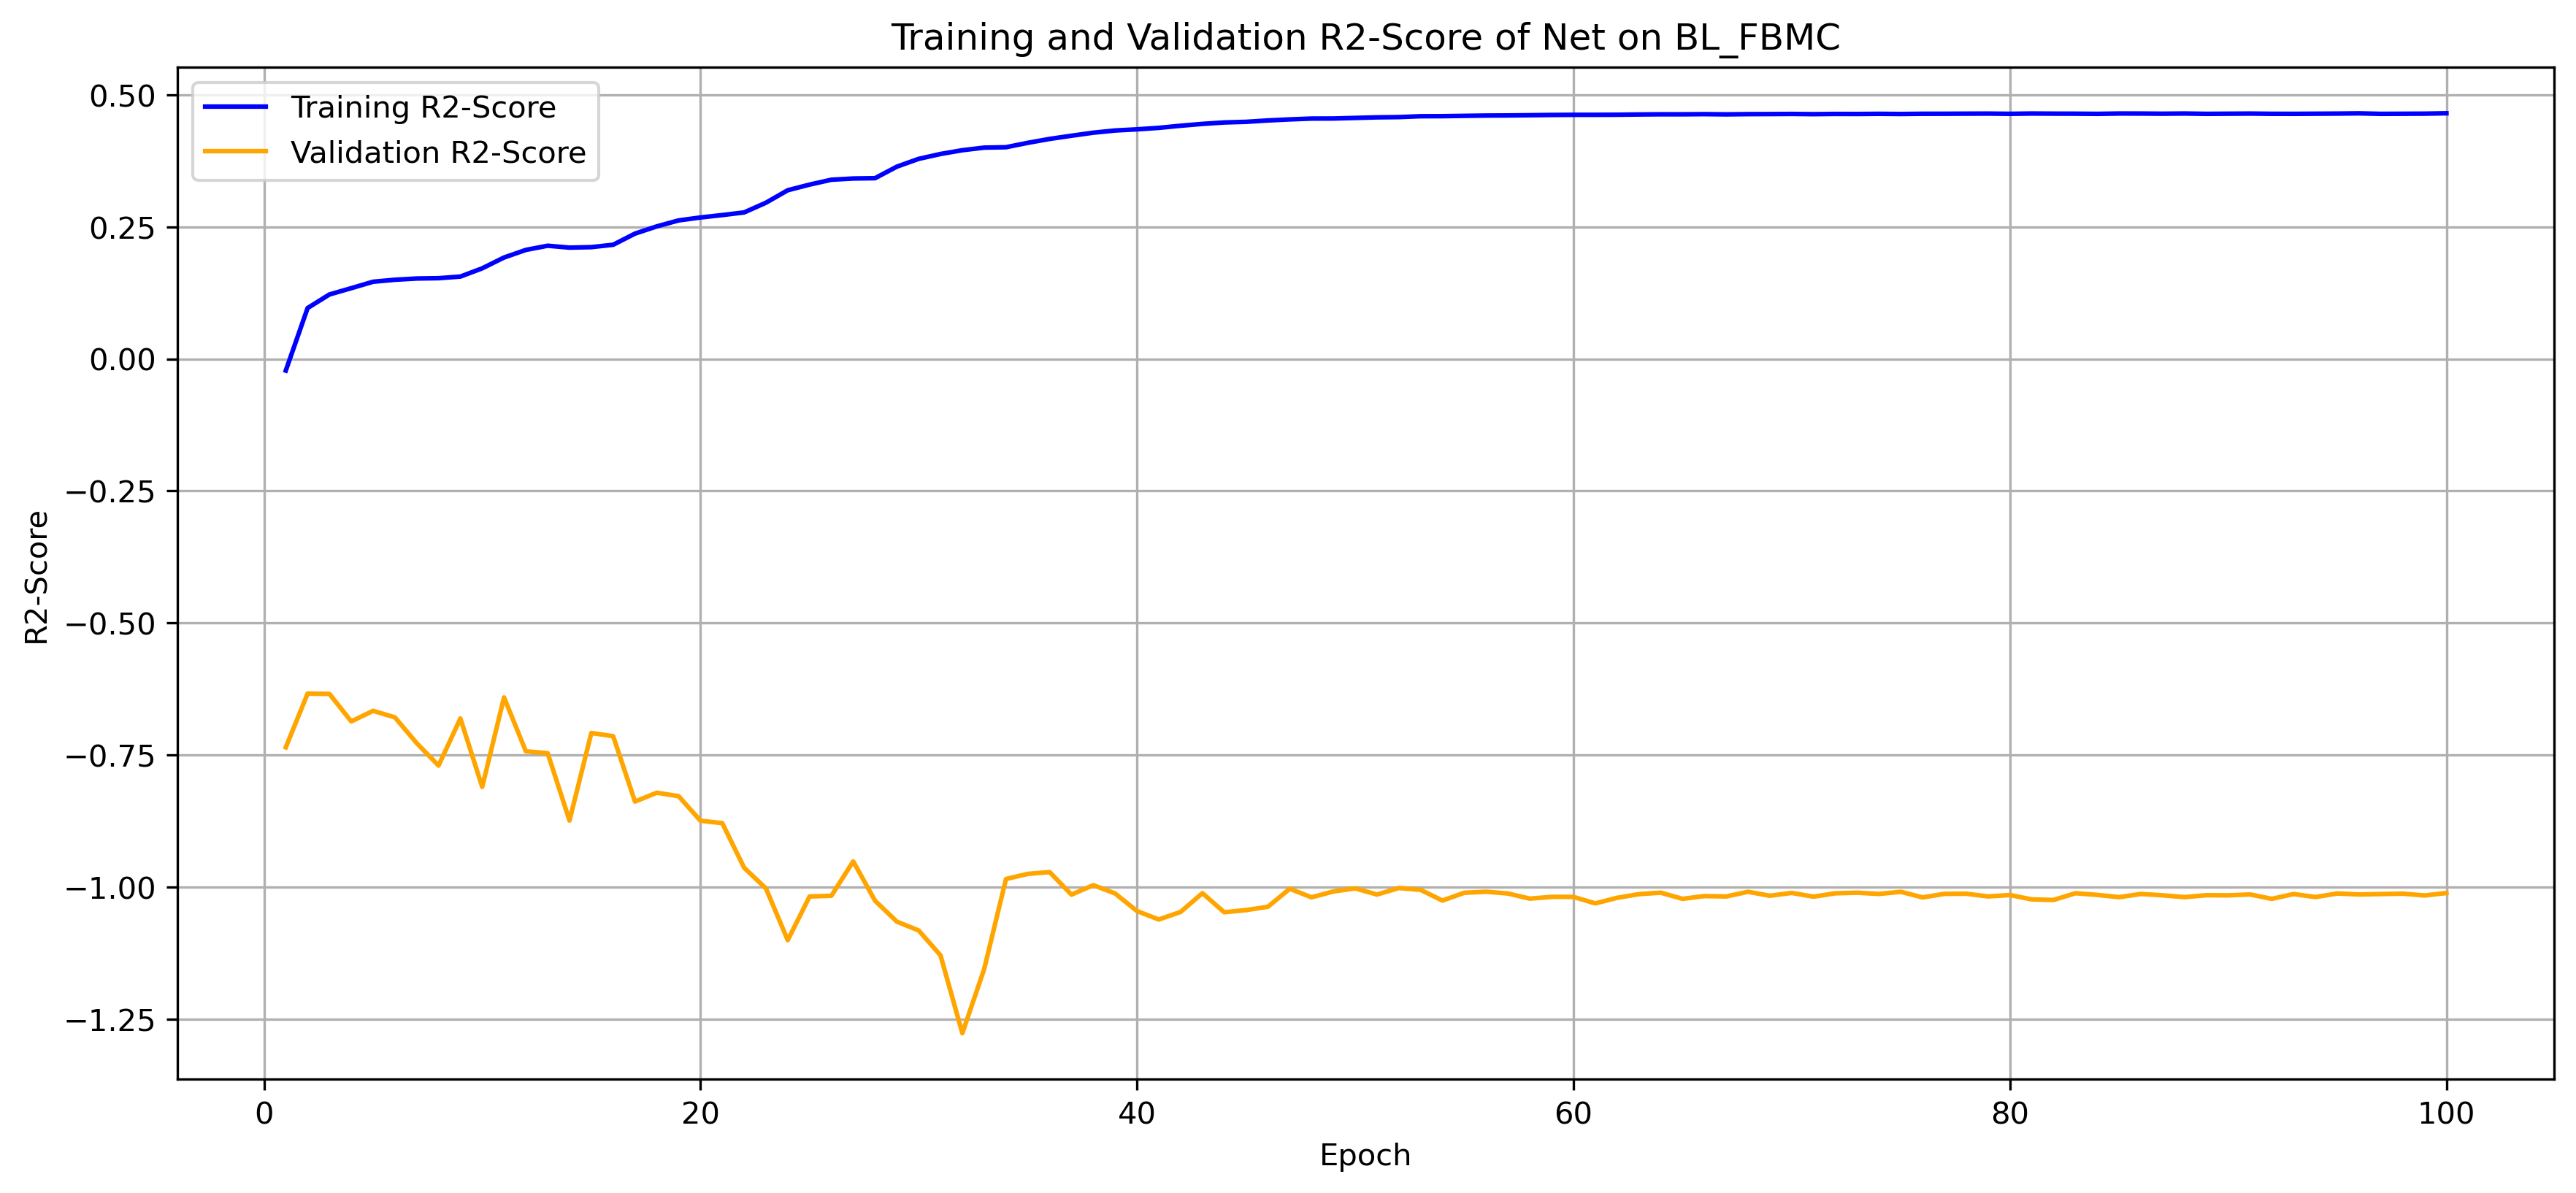 Training and Validation R2-Score of Net on BL_FBMC
Training R2-Score
Validation R2-Score
R2-Score
0.50
0.25
0.00
−0.25
−0.50
−0.75
−1.00
−1.25
0 20 40 60 80 100
Epoch